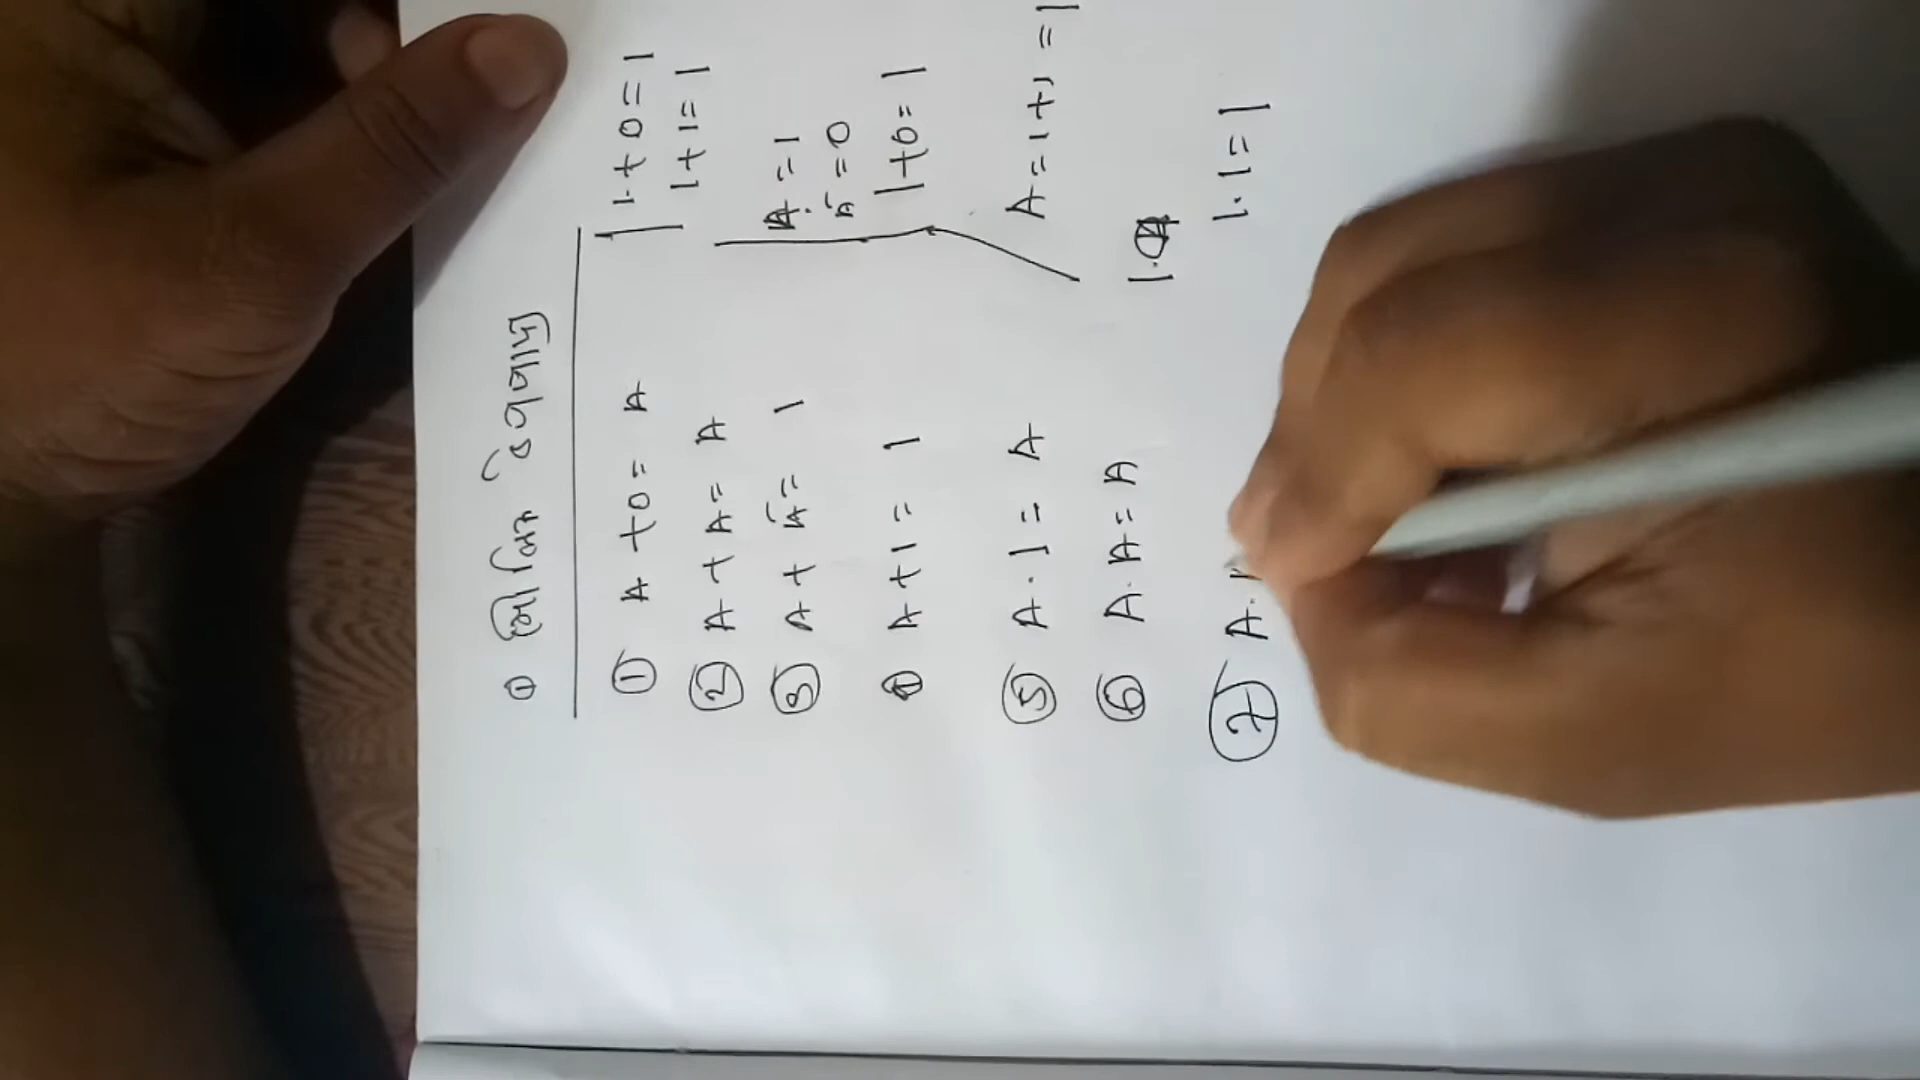 ① মৌলিক উপপাদ্য
① A + 0 = A
1 + 0 = 1
1 + 1 = 1
② A + A = A
③ A + Ā = 1
A = 1
Ā = 0
1 + 0 = 1
④ A + 1 = 1
⑤ A . 1 = A
A = 1 + 1 = 1
⑥ A . A = A
1 . 1 = 1
⑦ A .